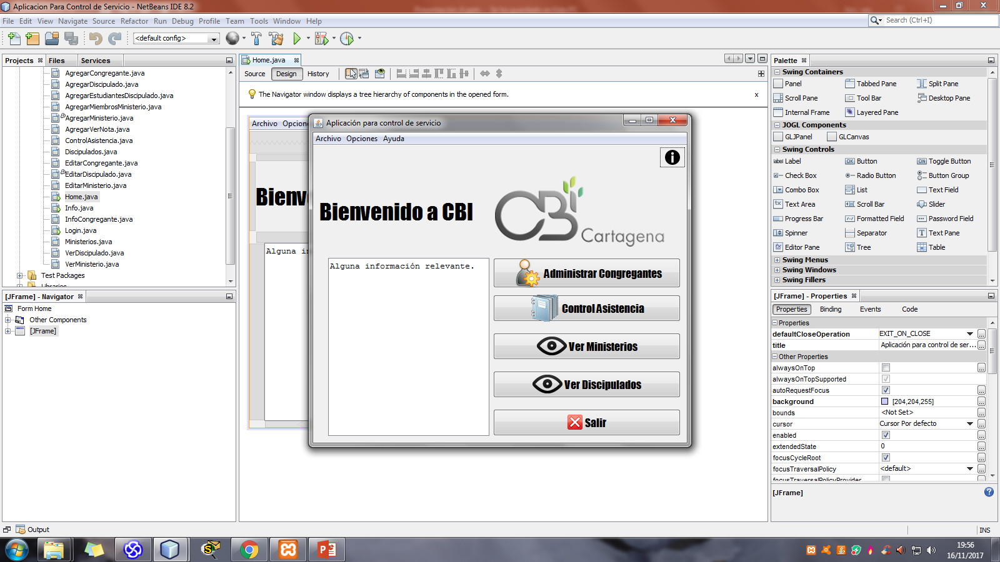 Aplicacion Para Control de Servicio - NetBeans IDE 8.2
File Edit View Navigate Source Refactor Run Debug Profile Team Tools Window Help
Search (Ctrl+I)
<default config>
Projects Files Services
AgregarCongregante.java
AgregarDiscipulado.java
AgregarEstudiantesDiscipulado.java
AgregarMiembrosMinisterio.java
AgregarMinisterio.java
AgregarVerNota.java
ControlAsistencia.java
Discipulados.java
EditarCongregante.java
EditarDiscipulado.java
EditarMinisterio.java
Home.java
Info.java
InfoCongregante.java
Login.java
Ministerios.java
VerDiscipulado.java
VerMinisterio.java
Test Packages
Libraries
[JFrame] - Navigator
Form Home
Other Components
[JFrame]
Home.java
Source Design History
The Navigator window displays a tree hierarchy of components in the opened form.
x
Archivo Opcione
Bienv
Alguna in
Aplicación para control de servicio
Archivo Opciones Ayuda
Bienvenido a CBI
CBi
Cartagena
Alguna información relevante.
Administrar Congregantes
Control Asistencia
Ver Ministerios
Ver Discipulados
Salir
Palette
Swing Containers
Panel Tabbed Pane Split Pane
Scroll Pane Tool Bar Desktop Pane
Internal Frame Layered Pane
JOGL Components
GLJPanel GLCanvas
Swing Controls
label Label OK Button ON Toggle Button
Check Box Radio Button Button Group
Combo Box List Text Field
Text Area Scroll Bar Slider
Progress Bar Formatted Field Password Field
Spinner Separator Text Pane
Editor Pane Tree Table
Swing Menus
Swing Windows
Swing Fillers
[JFrame] - Properties
Properties Binding Events Code
Properties
defaultCloseOperation EXIT_ON_CLOSE
title Aplicación para control de ser...
Other Properties
alwaysOnTop
alwaysOnTopSupported
autoRequestFocus
background [204,204,255]
bounds <Not Set>
cursor Cursor Por defecto
enabled
extendedState 0
focusCycleRoot
focusTraversalPolicy <default>
focusTraversalPolicyProvider
[JFrame]
Output
INS
19:56
16/11/2017